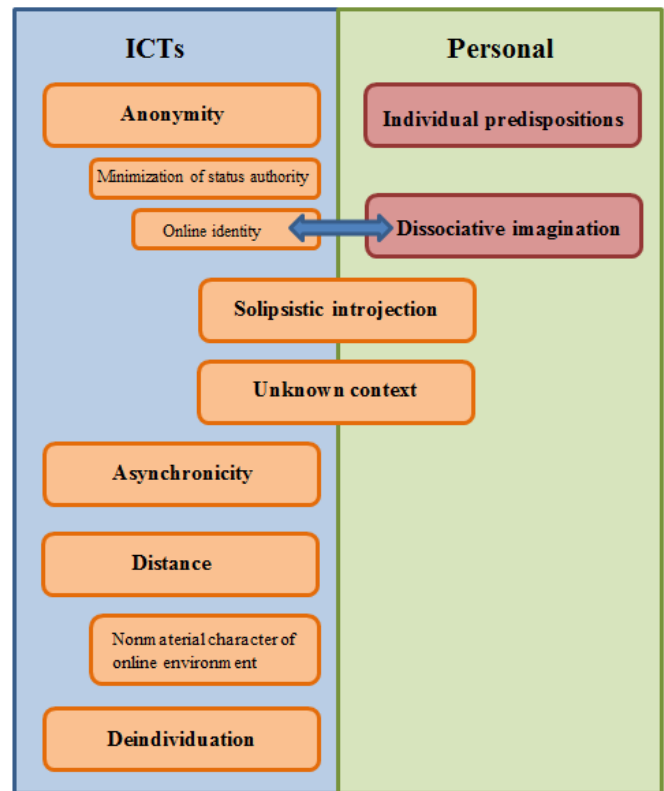 ICTs
Personal
Anonymity
Individual predispositions
Minimization of status authority
Online identity
Dissociative imagination
Solipsistic introjection
Unknown context
Asynchronicity
Distance
Nonmaterial character of
online environment
Deindividuation